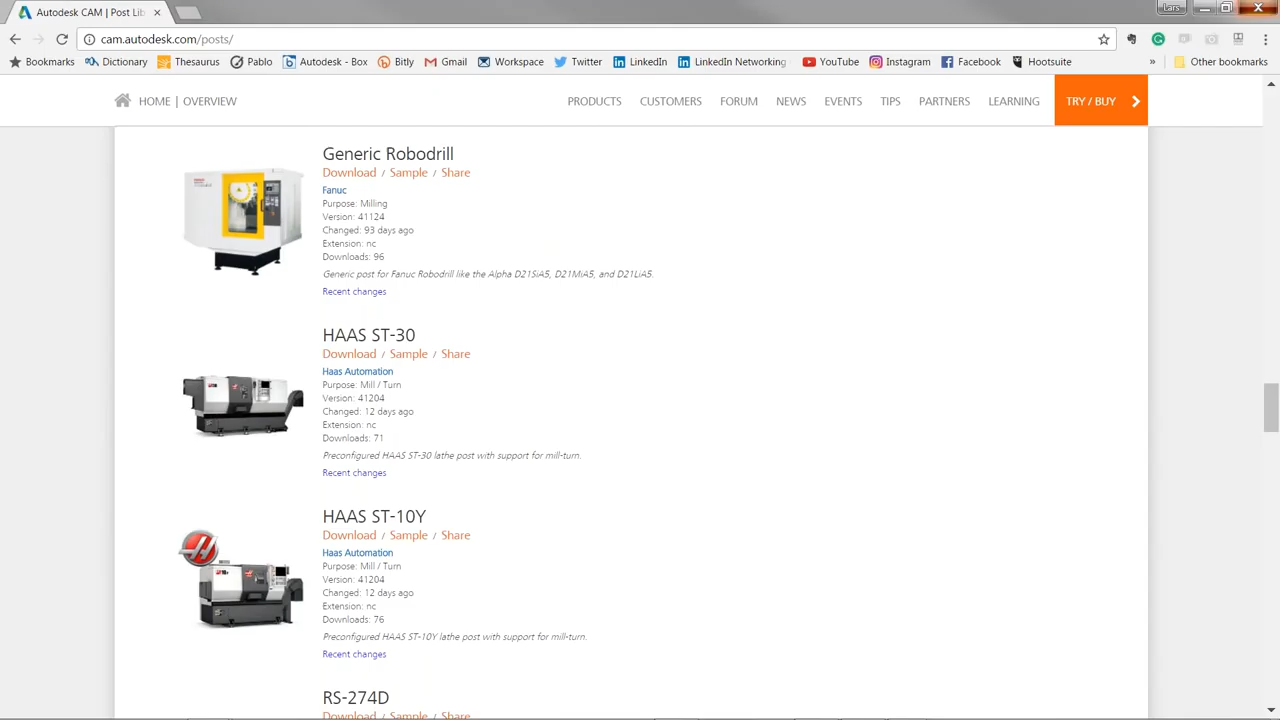 Autodesk CAM | Post Lib
Lars
cam.autodesk.com/posts/
Bookmarks Dictionary Thesaurus Pablo Autodesk - Box Bitly Gmail Workspace Twitter LinkedIn LinkedIn Networking YouTube Instagram Facebook Hootsuite » Other bookmarks
HOME | OVERVIEW PRODUCTS CUSTOMERS FORUM NEWS EVENTS TIPS PARTNERS LEARNING TRY / BUY
Generic Robodrill
Download / Sample / Share
Fanuc
Purpose: Milling
Version: 41124
Changed: 93 days ago
Extension: nc
Downloads: 96
Generic post for Fanuc Robodrill like the Alpha D21SiA5, D21MiA5, and D21LiA5.
Recent changes
HAAS ST-30
Download / Sample / Share
Haas Automation
Purpose: Mill / Turn
Version: 41204
Changed: 12 days ago
Extension: nc
Downloads: 71
Preconfigured HAAS ST-30 lathe post with support for mill-turn.
Recent changes
HAAS ST-10Y
Download / Sample / Share
Haas Automation
Purpose: Mill / Turn
Version: 41204
Changed: 12 days ago
Extension: nc
Downloads: 76
Preconfigured HAAS ST-10Y lathe post with support for mill-turn.
Recent changes
RS-274D
Download / Sample / Share